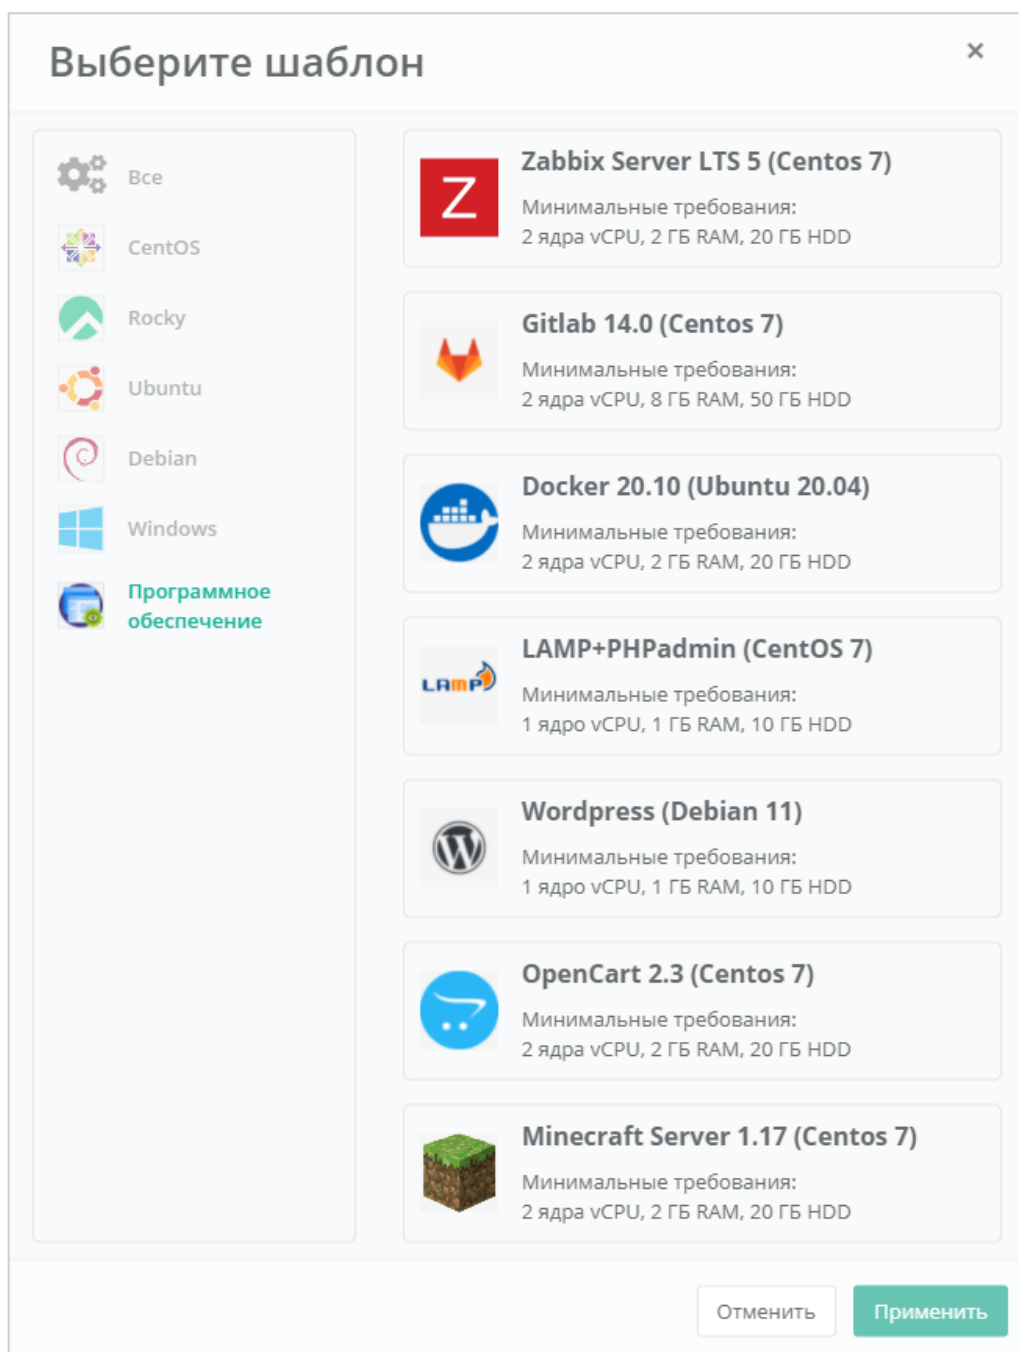 Выберите шаблон
×
Все
CentOS
Rocky
Ubuntu
Debian
Windows
Программное
обеспечение
Z
Zabbix Server LTS 5 (Centos 7)
Минимальные требования:
2 ядра vCPU, 2 ГБ RAM, 20 ГБ HDD
Gitlab 14.0 (Centos 7)
Минимальные требования:
2 ядра vCPU, 8 ГБ RAM, 50 ГБ HDD
Docker 20.10 (Ubuntu 20.04)
Минимальные требования:
2 ядра vCPU, 2 ГБ RAM, 20 ГБ HDD
LAMP
LAMP+PHPadmin (CentOS 7)
Минимальные требования:
1 ядро vCPU, 1 ГБ RAM, 10 ГБ HDD
W
Wordpress (Debian 11)
Минимальные требования:
1 ядро vCPU, 1 ГБ RAM, 10 ГБ HDD
OpenCart 2.3 (Centos 7)
Минимальные требования:
2 ядра vCPU, 2 ГБ RAM, 20 ГБ HDD
Minecraft Server 1.17 (Centos 7)
Минимальные требования:
2 ядра vCPU, 2 ГБ RAM, 20 ГБ HDD
Отменить
Применить